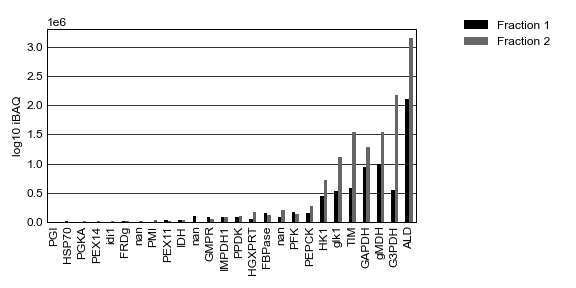 1e6
Fraction 1
Fraction 2
log10 iBAQ
3.0
2.5
2.0
1.5
1.0
0.5
0.0
PGI
HSP70
PGKA
PEX14
idi1
FRDg
nan
PMI
PEX11
IDH
nan
GMPR
IMPDH1
PPDK
HGXPRT
FBPase
nan
PFK
PEPCK
HK1
glk1
TIM
GAPDH
gMDH
G3PDH
ALD